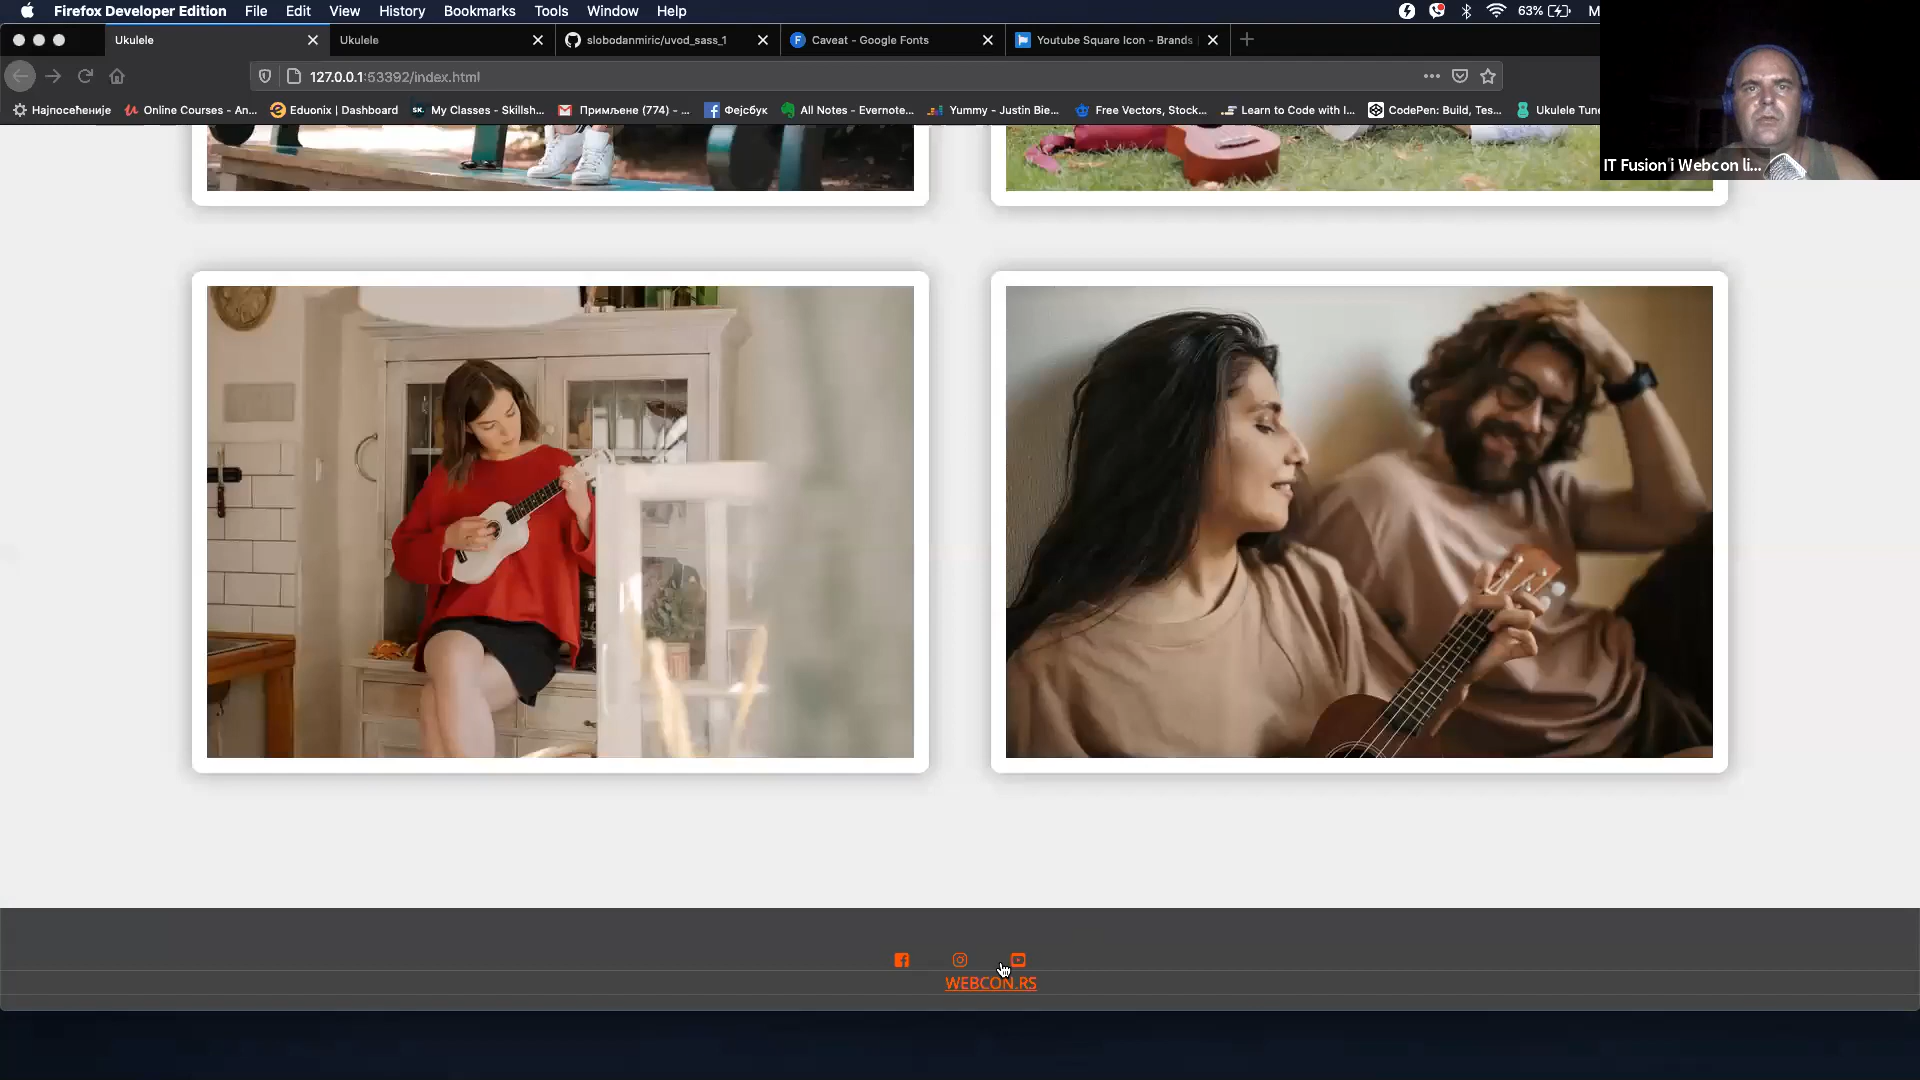 Firefox Developer Edition File Edit View History Bookmarks Tools Window Help 63% M
Ukulele Ukulele slobodanmiric/uvod_sass_1 Caveat - Google Fonts Youtube Square Icon - Brands
127.0.0.1:53392/index.html
Најпосећеније Online Courses - An... Eduonix | Dashboard SK. My Classes - Skillsh... Примљене (774) - ... Фејсбук All Notes - Evernote... Yummy - Justin Bie... Free Vectors, Stock... Learn to Code with I... CodePen: Build, Tes... Ukulele Tune
IT Fusion i Webcon li...
WEBCON.RS